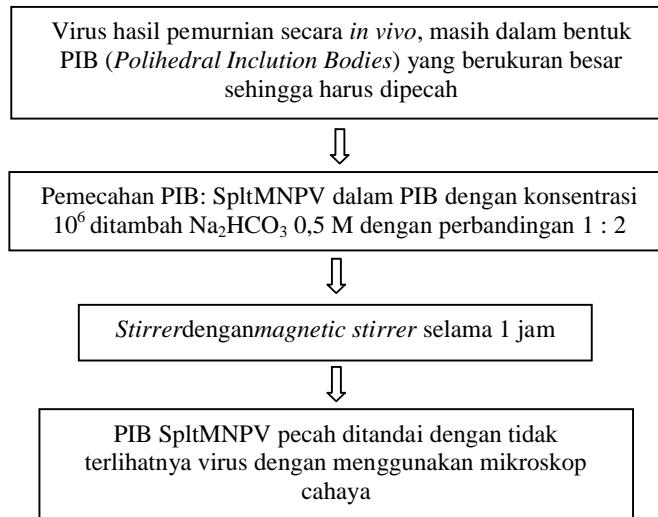 Virus hasil pemurnian secara in vivo, masih dalam bentuk
PIB (Polihedral Inclution Bodies) yang berukuran besar
sehingga harus dipecah
Pemecahan PIB: SpltMNPV dalam PIB dengan konsentrasi
10⁶ ditambah Na₂HCO₃ 0,5 M dengan perbandingan 1 : 2
Stirrerdenganmagnetic stirrer selama 1 jam
PIB SpltMNPV pecah ditandai dengan tidak
terlihatnya virus dengan menggunakan mikroskop
cahaya